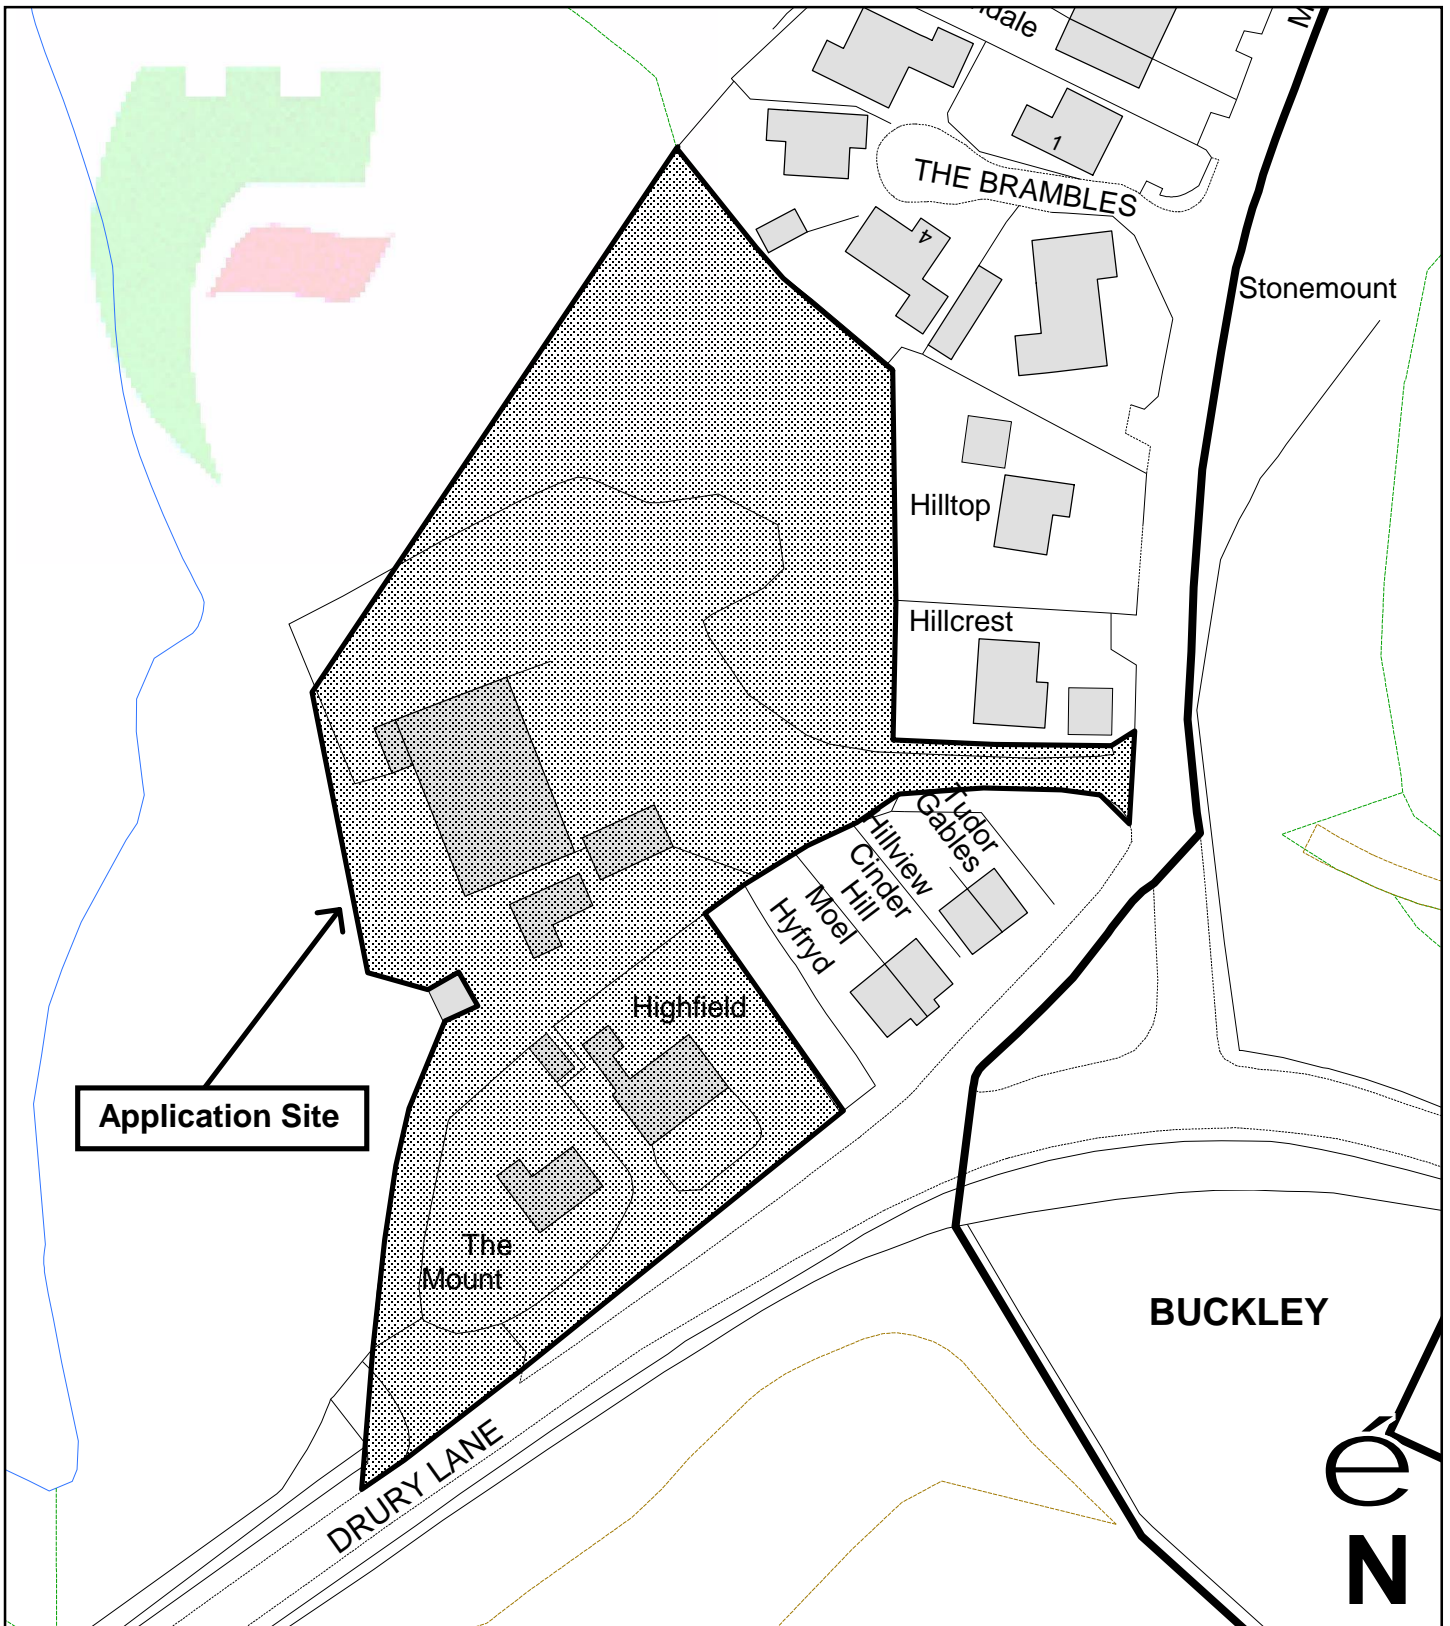 THE BRAMBLES
1
4
Stonemount
Hilltop
Hillcrest
Tudor
Gables
Hillview
Cinder
Hill
Moel
Hyfryd
Highfield
Application Site
The
Mount
BUCKLEY
DRURY LANE
é
N